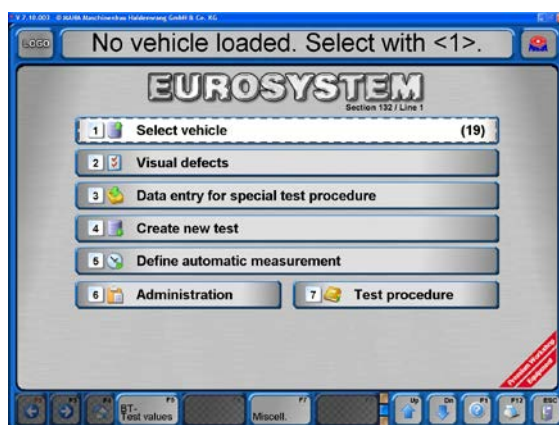 V 7.10.003 © MAHA Maschinenbau Haldenwang GmbH & Co. KG
LOGO
No vehicle loaded. Select with <1>.
EUROSYSTEM
Section 132 / Line 1
1 Select vehicle (19)
2 Visual defects
3 Data entry for special test procedure
4 Create new test
5 Define automatic measurement
6 Administration 7 Test procedure
Premium Workshop
Equipment
F5 F7 Up Dn F1 F12 ESC
BT-
Test values Miscell.